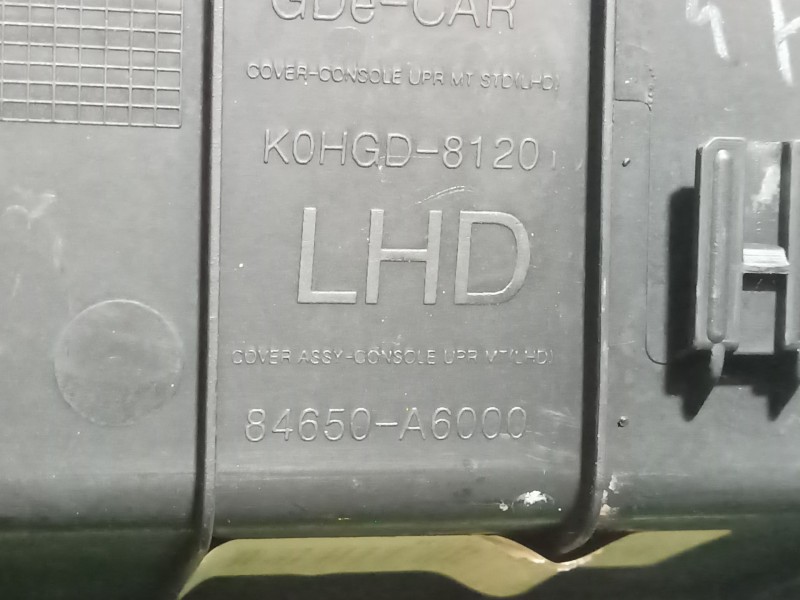 GDe-CAR
COVER-CONSOLE UPR MT STD(LHD)
K0HGD-8120
LHD
COVER ASSY-CONSOLE UPR MT(LHD)
84650-A6000